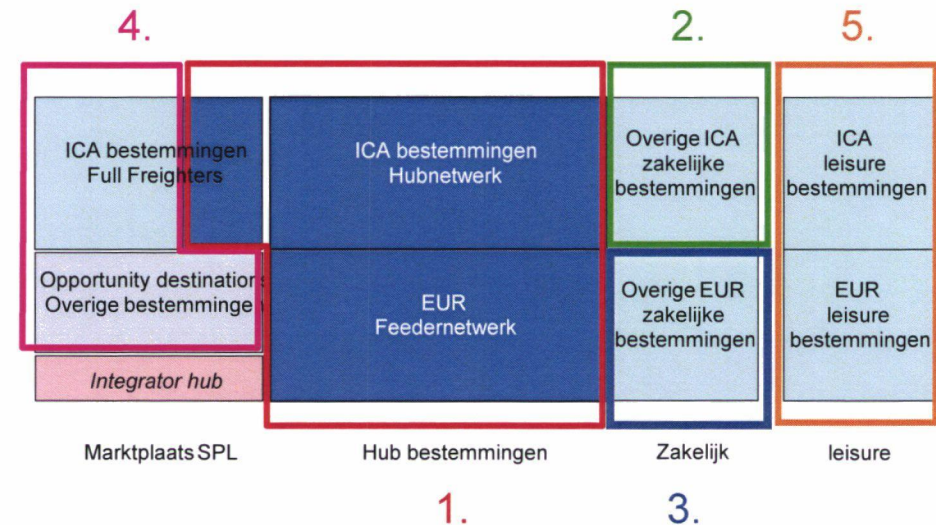 4.
2.
5.
ICA bestemmingen
Full Freighters
ICA bestemmingen
Hubnetwerk
Overige ICA
zakelijke
bestemmingen
ICA
leisure
bestemmingen
Opportunity destinations
Overige bestemmingen
EUR
Feedernetwerk
Overige EUR
zakelijke
bestemmingen
EUR
leisure
bestemmingen
Integrator hub
Marktplaats SPL
Hub bestemmingen
Zakelijk
leisure
1.
3.